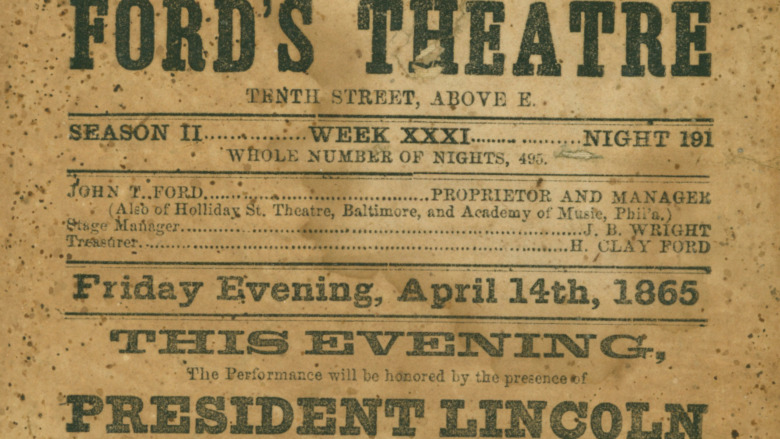 FORD'S THEATRE
TENTH STREET, ABOVE E.
SEASON II................WEEK XXXI....................NIGHT 191
WHOLE NUMBER OF NIGHTS, 495.
JOHN T. FORD..........................................PROPRIETOR AND MANAGER
(Also of Holliday St. Theatre, Baltimore, and Academy of Music, Phil'a.)
Stage Manager..........................................................J. B. WRIGHT
Treasurer..............................................................H. CLAY FORD
Friday Evening, April 14th, 1865
THIS EVENING,
The Performance will be honored by the presence of
PRESIDENT LINCOLN